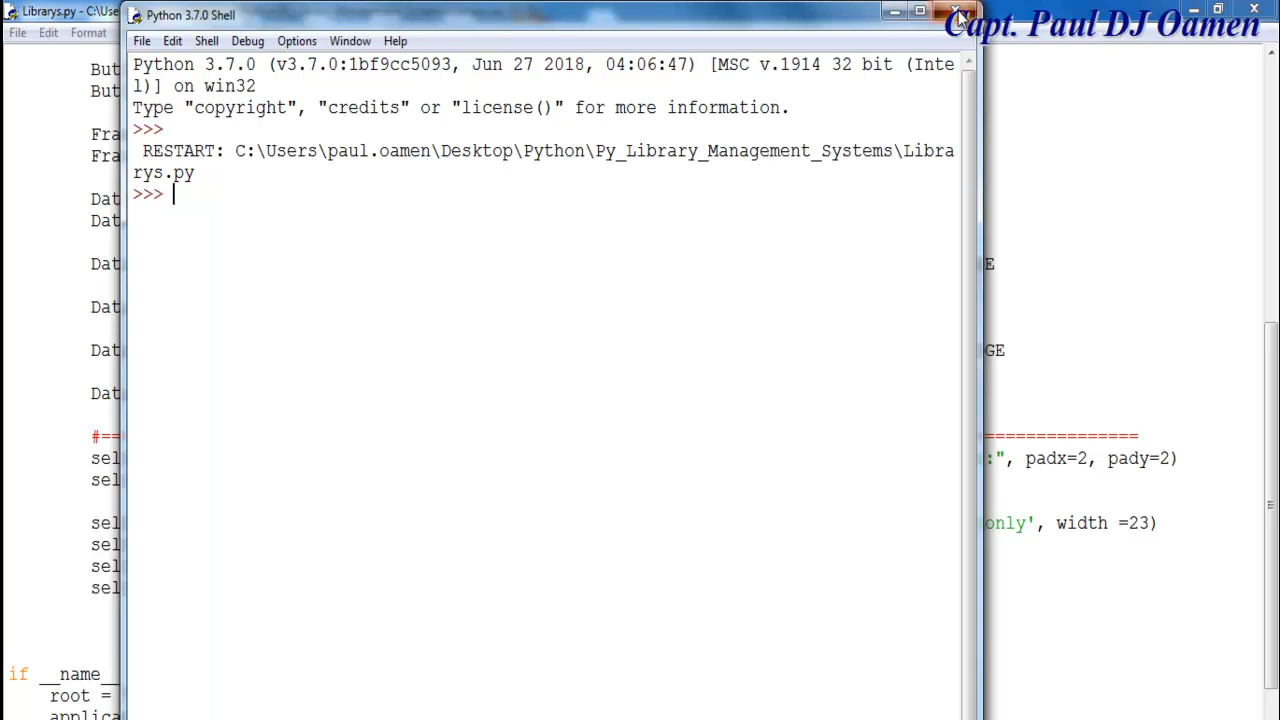 Librarys.py - C:\Use
Python 3.7.0 Shell
Capt. Paul DJ Oamen
File Edit Format
File Edit Shell Debug Options Window Help
Python 3.7.0 (v3.7.0:1bf9cc5093, Jun 27 2018, 04:06:47) [MSC v.1914 32 bit (Inte
l)] on win32
Type "copyright", "credits" or "license()" for more information.
>>>
RESTART: C:\Users\paul.oamen\Desktop\Python\Py_Library_Management_Systems\Libra
rys.py
>>>
But
But
Fra
Fra
Dat
Dat
Dat E
Dat
Dat GE
Dat
#== ===============
sel :", padx=2, pady=2)
sel
sel only', width =23)
sel
sel
sel
if __name__
root =
applica